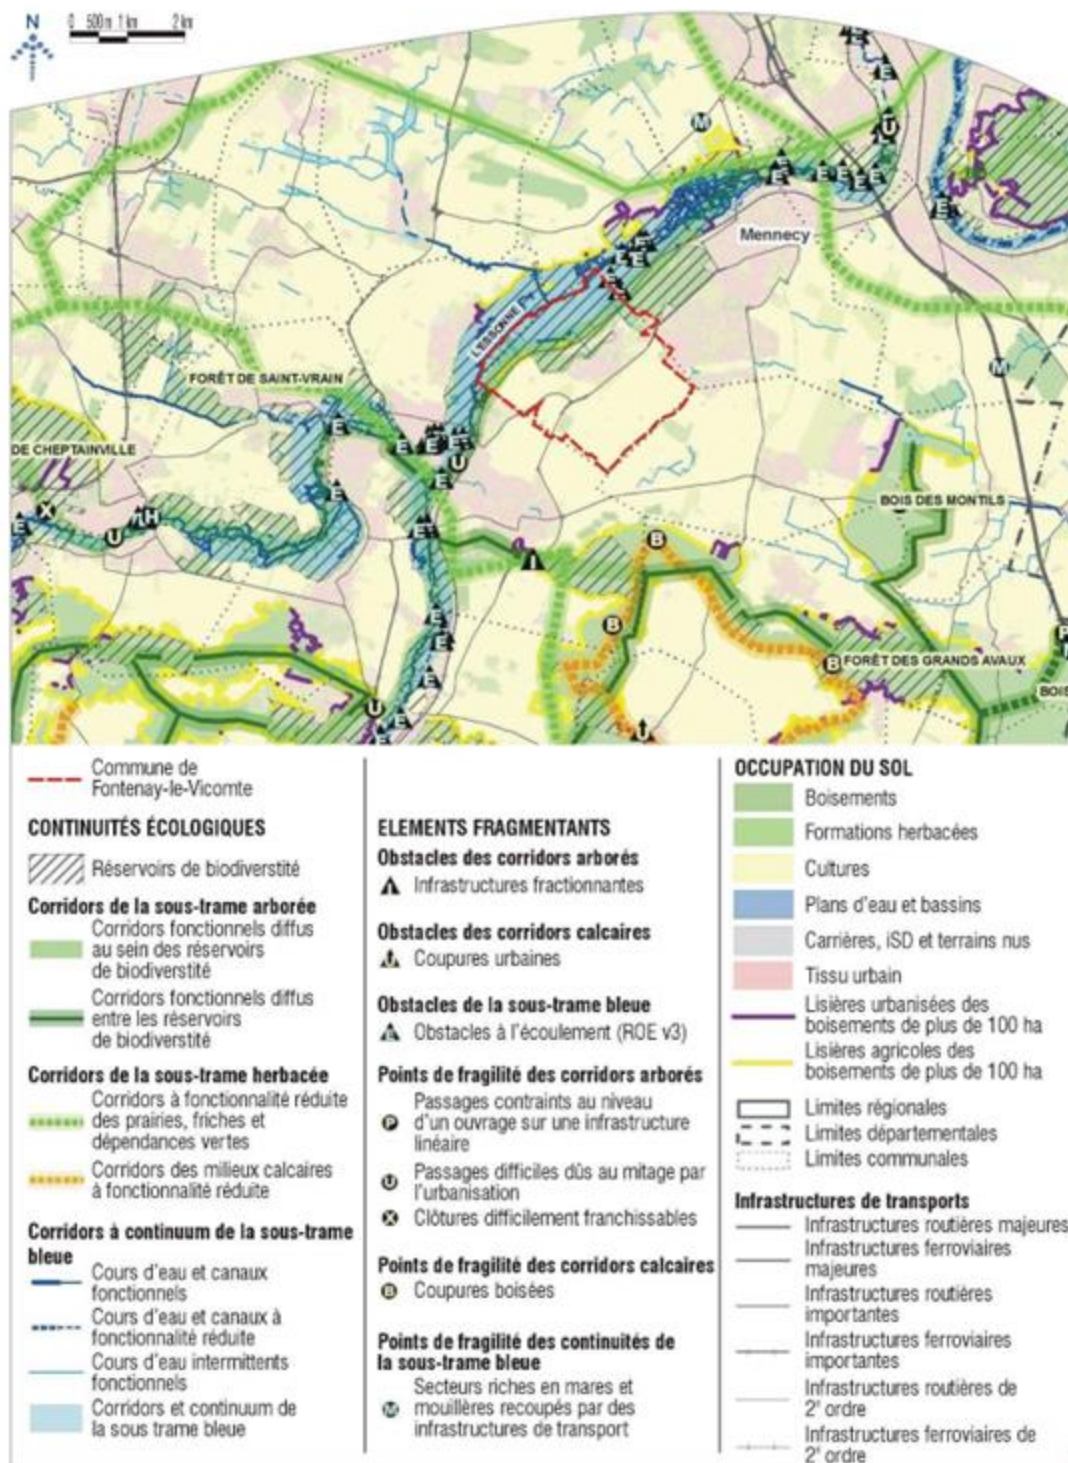 N
0 500 m 1 km 2 km
M
E
E
U
E
E
E
E
E
E
Mennecy
E
E
E
L'ESSONNE
M
FORÊT DE SAINT-VRAIN
E
E
E
E
U
E
DE CHEPTAINVILLE
E
BOIS DES MONTILS
X
H
E
U
E
I
B
B
E
E
B
FORÊT DES GRANDS AVAUX
P
E
U
E
BOIS
U
Commune de
Fontenay-le-Vicomte
CONTINUITÉS ÉCOLOGIQUES
Réservoirs de biodiverstité
Corridors de la sous-trame arborée
Corridors fonctionnels diffus
au sein des réservoirs
de biodiverstité
Corridors fonctionnels diffus
entre les réservoirs
de biodiverstité
Corridors de la sous-trame herbacée
Corridors à fonctionnalité réduite
des prairies, friches et
dépendances vertes
Corridors des milieux calcaires
à fonctionnalité réduite
Corridors à continuum de la sous-trame
bleue
Cours d'eau et canaux
fonctionnels
Cours d'eau et canaux à
fonctionnalité réduite
Cours d'eau intermittents
fonctionnels
Corridors et continuum de
la sous trame bleue
ELEMENTS FRAGMENTANTS
Obstacles des corridors arborés
Infrastructures fractionnantes
Obstacles des corridors calcaires
Coupures urbaines
Obstacles de la sous-trame bleue
E Obstacles à l'écoulement (ROE v3)
Points de fragilité des corridors arborés
Passages contraints au niveau
P d'un ouvrage sur une infrastructure
linéaire
U Passages difficiles dûs au mitage par
l'urbanisation
X Clôtures difficilement franchissables
Points de fragilité des corridors calcaires
B Coupures boisées
Points de fragilité des continuités de
la sous-trame bleue
Secteurs riches en mares et
M mouillères recoupés par des
infrastructures de transport
OCCUPATION DU SOL
Boisements
Formations herbacées
Cultures
Plans d'eau et bassins
Carrières, iSD et terrains nus
Tissu urbain
Lisières urbanisées des
boisements de plus de 100 ha
Lisières agricoles des
boisements de plus de 100 ha
Limites régionales
Limites départementales
Limites communales
Infrastructures de transports
Infrastructures routières majeures
Infrastructures ferroviaires
majeures
Infrastructures routières
importantes
Infrastructures ferroviaires
importantes
Infrastructures routières de
2ᵉ ordre
Infrastructures ferroviaires de
2ᵉ ordre